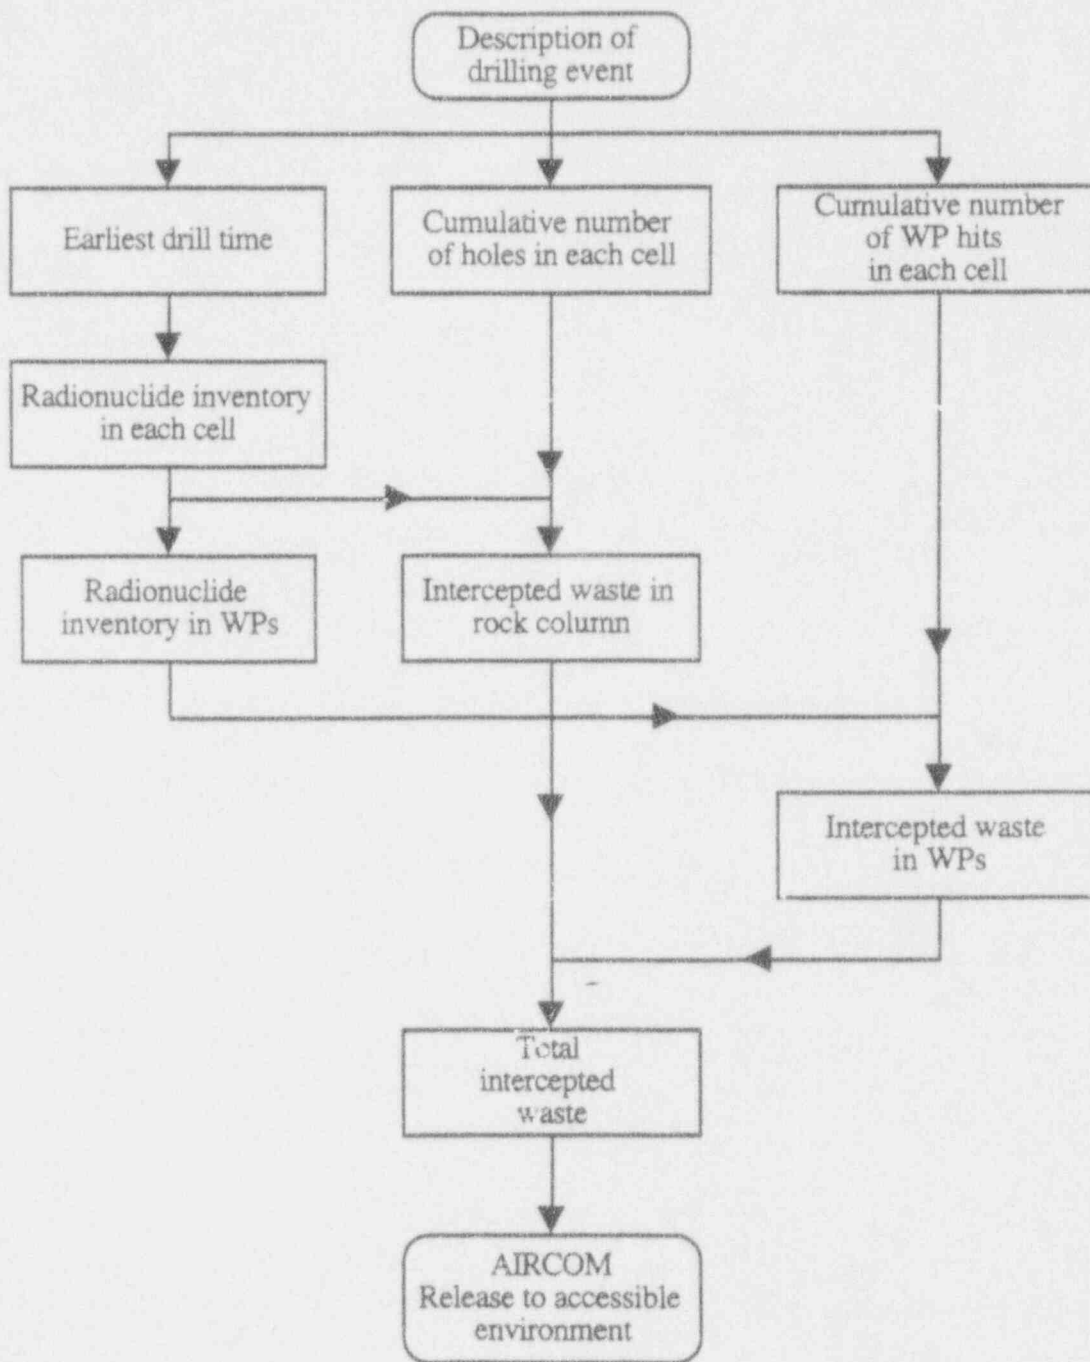 Description of
drilling event
Earliest drill time
Cumulative number
of holes in each cell
Cumulative number
of WP hits
in each cell
Radionuclide inventory
in each cell
Radionuclide
inventory in WPs
Intercepted waste in
rock column
Intercepted waste
in WPs
Total
intercepted
waste
AIRCOM
Release to accessible
environment